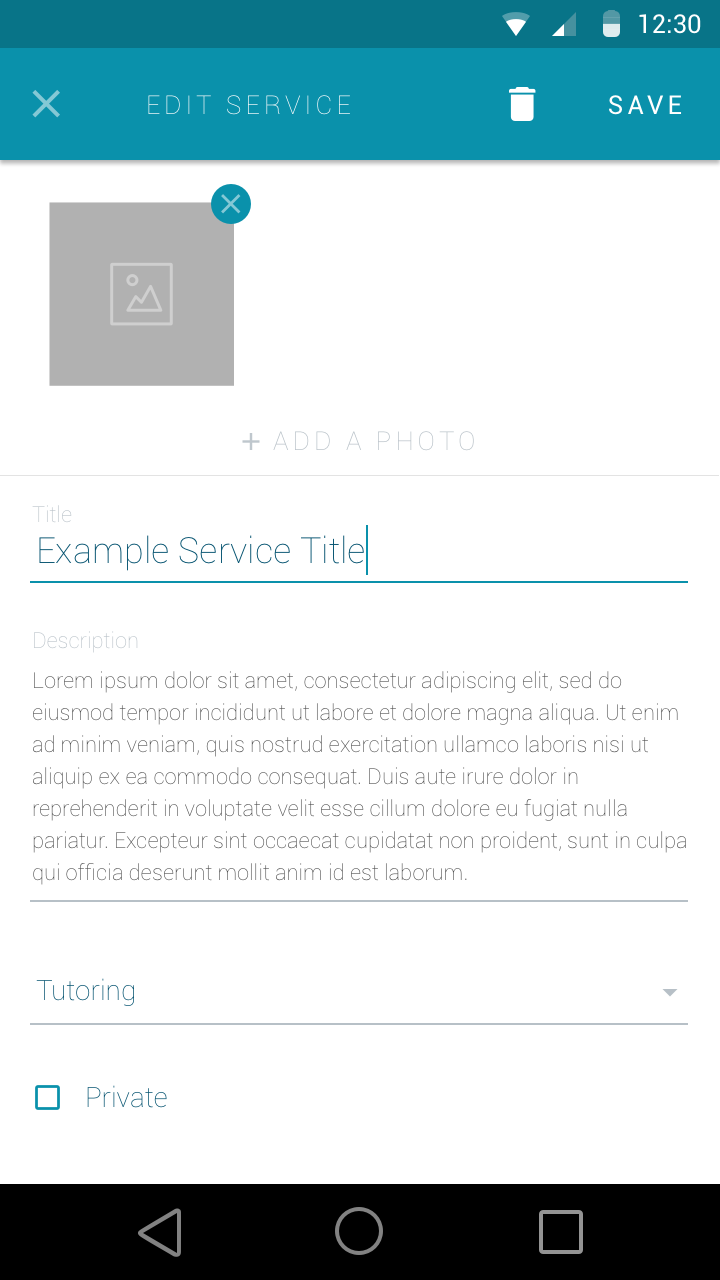 12:30
EDIT SERVICE
SAVE
+ ADD A PHOTO
Title
Example Service Title
Description
Lorem ipsum dolor sit amet, consectetur adipiscing elit, sed do
eiusmod tempor incididunt ut labore et dolore magna aliqua. Ut enim
ad minim veniam, quis nostrud exercitation ullamco laboris nisi ut
aliquip ex ea commodo consequat. Duis aute irure dolor in
reprehenderit in voluptate velit esse cillum dolore eu fugiat nulla
pariatur. Excepteur sint occaecat cupidatat non proident, sunt in culpa
qui officia deserunt mollit anim id est laborum.
Tutoring
Private